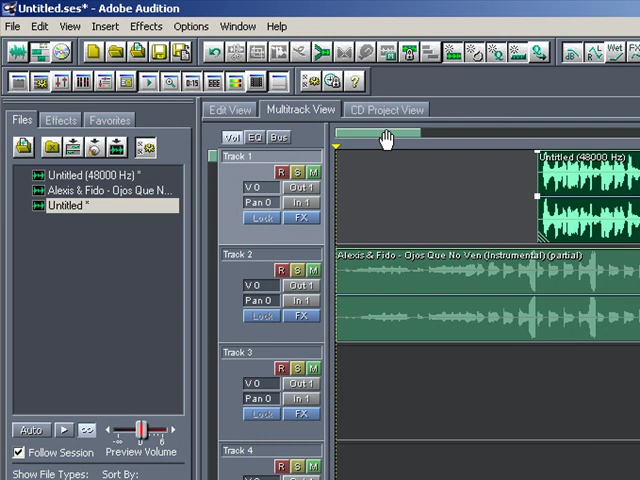 Untitled.ses* - Adobe Audition
File Edit View Insert Effects Options Window Help
Edit View Multitrack View CD Project View
Files Effects Favorites
Vol EQ Bus
Untitled (48000 Hz) *
Alexis & Fido - Ojos Que N...
Untitled *
Track 1
R S M
V 0 Out 1
Pan 0 In 1
Lock FX
Untitled (48000 Hz)
Track 2
R S M
V 0 Out 1
Pan 0 In 1
Lock FX
Alexis & Fido - Ojos Que No Ven (Instrumental) (partial)
Track 3
R S M
V 0 Out 1
Pan 0 In 1
Lock FX
Track 4
R S M
Auto
-∞ 0 6
Follow Session Preview Volume
Show File Types: Sort By: